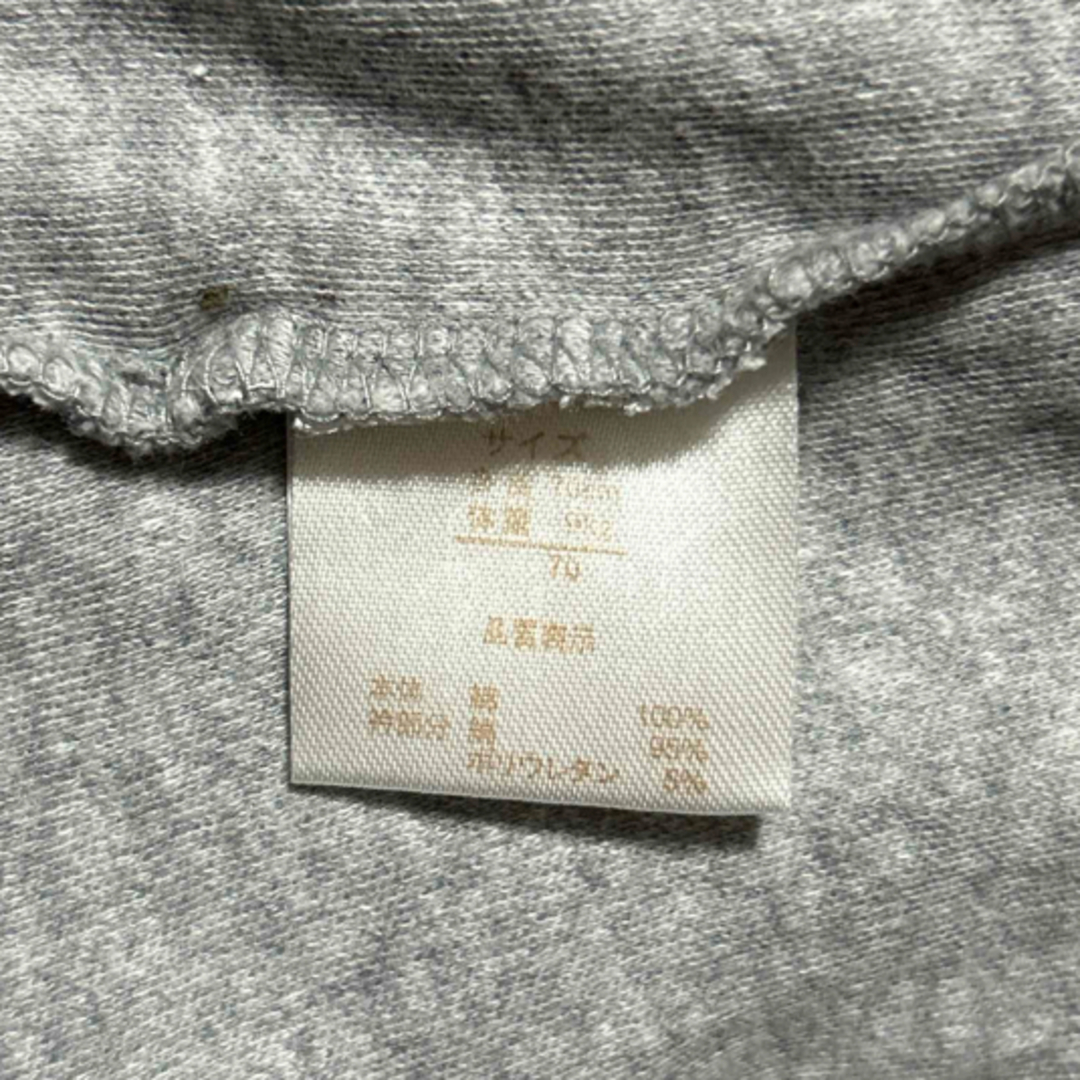 サイズ
身長 70cm
体重 9kg
70
品質表示
本体 綿 100%
衿部分 綿 95%
ポリウレタン 5%